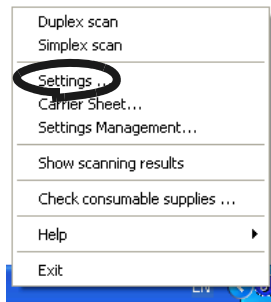 Duplex scan
Simplex scan
Settings ...
Carrier Sheet...
Settings Management...
Show scanning results
Check consumable supplies ...
Help
Exit
EN